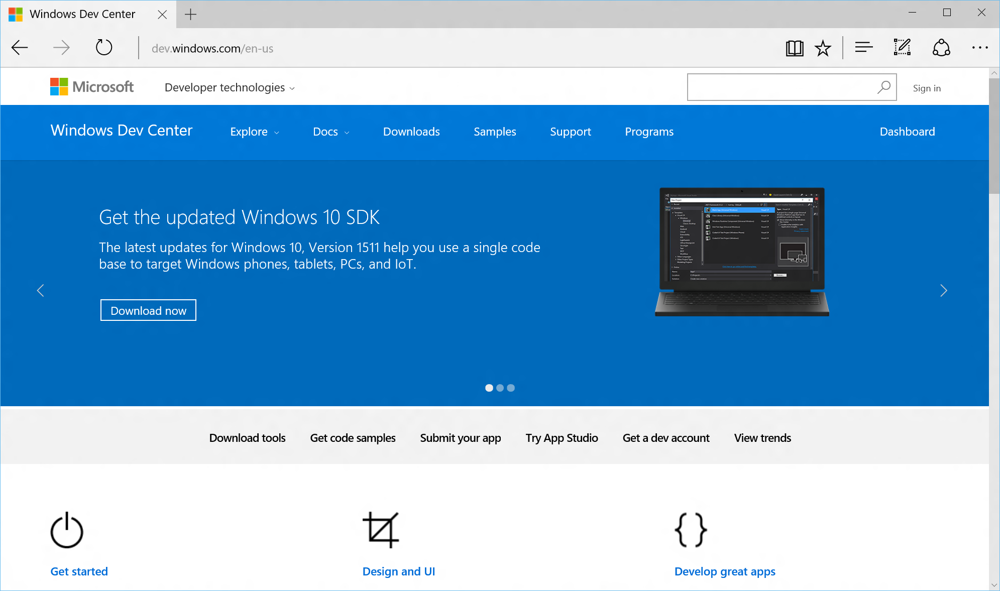 Windows Dev Center
dev.windows.com/en-us
Microsoft
Developer technologies
Sign in
Windows Dev Center
Explore
Docs
Downloads
Samples
Support
Programs
Dashboard
Get the updated Windows 10 SDK
The latest updates for Windows 10, Version 1511 help you use a single code
base to target Windows phones, tablets, PCs, and IoT.
Download now
Download tools
Get code samples
Submit your app
Try App Studio
Get a dev account
View trends
Get started
Design and UI
Develop great apps